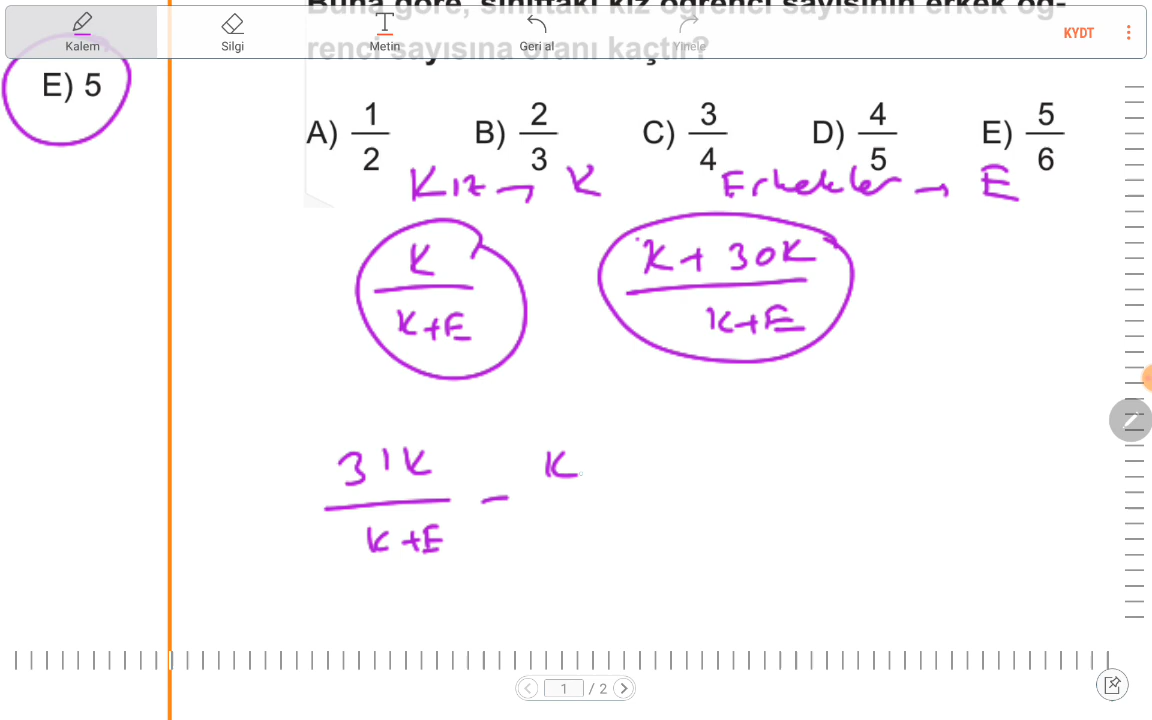 Buna göre, sınıftaki kız öğrenci sayısının erkek öğ-
renci sayısına oranı kaçtır?
Kalem
Silgi
Metin
Geri al
Yinele
KYDT
E) 5
A) 1/2 B) 2/3 C) 3/4 D) 4/5 E) 5/6
Kız → K Erkekler → E
K/K+E K+30K/K+E
31K/K+E - K
1 / 2